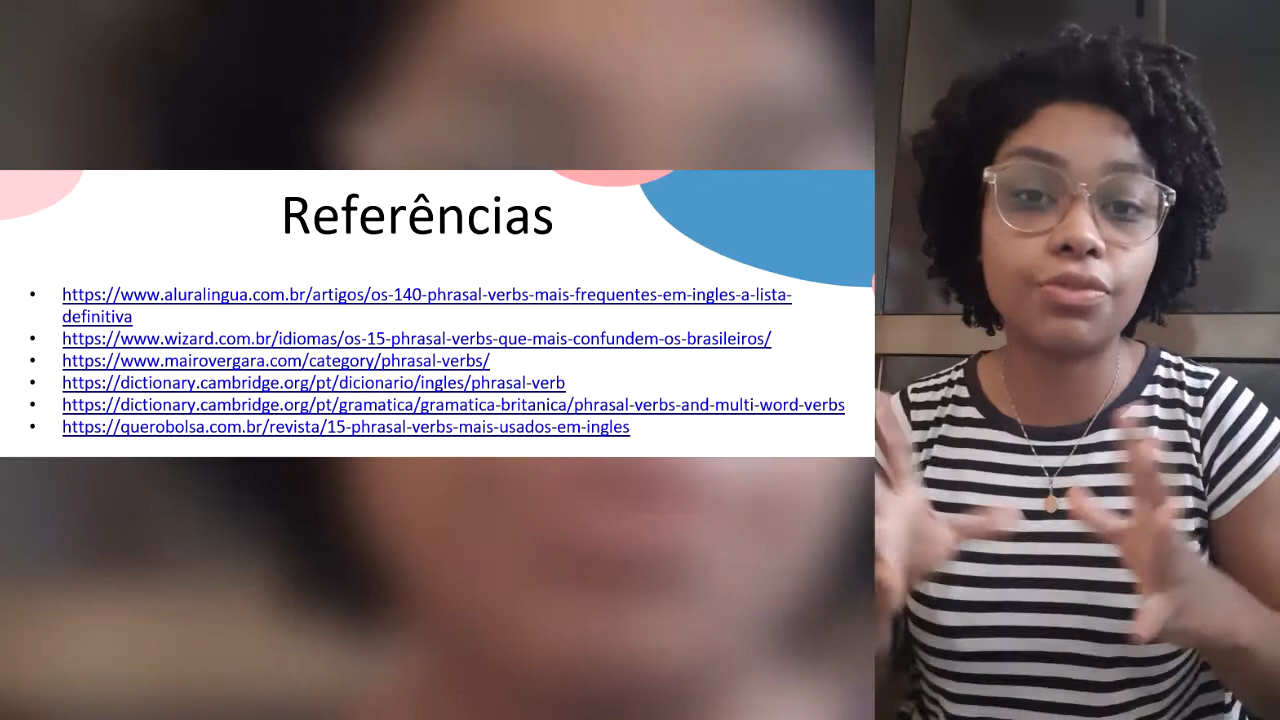 Referências
• https://www.aluralingua.com.br/artigos/os-140-phrasal-verbs-mais-frequentes-em-ingles-a-lista-
definitiva
• https://www.wizard.com.br/idiomas/os-15-phrasal-verbs-que-mais-confundem-os-brasileiros/
• https://www.mairovergara.com/category/phrasal-verbs/
• https://dictionary.cambridge.org/pt/dicionario/ingles/phrasal-verb
• https://dictionary.cambridge.org/pt/gramatica/gramatica-britanica/phrasal-verbs-and-multi-word-verbs
• https://querobolsa.com.br/revista/15-phrasal-verbs-mais-usados-em-ingles